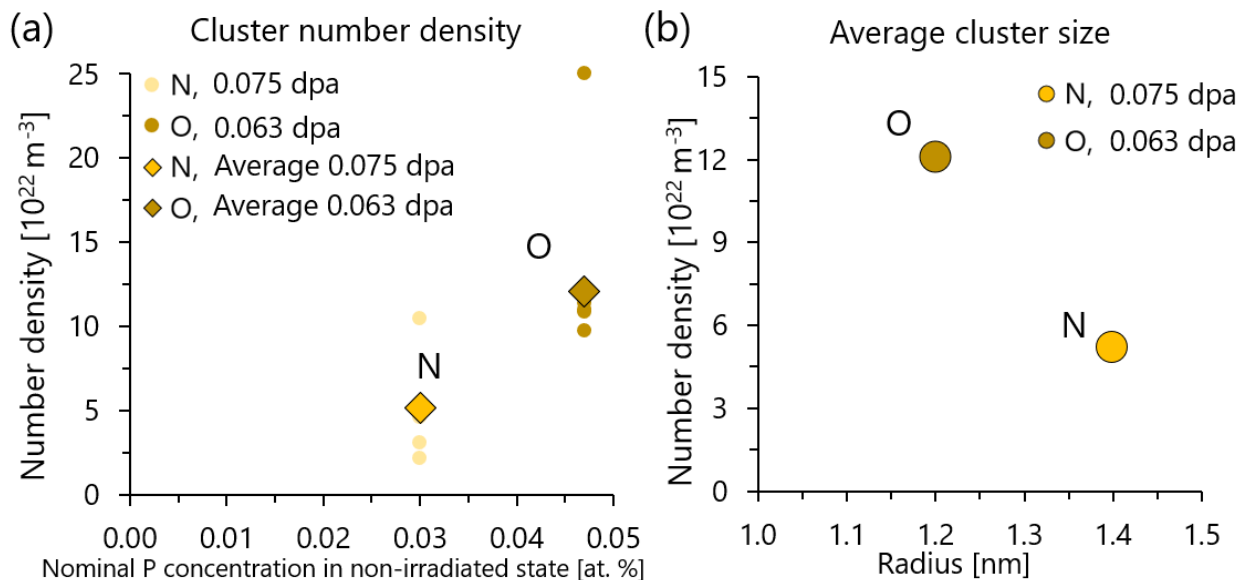 (a)
Cluster number density
Number density [10²² m⁻³]
25
20
15
10
5
0
N, 0.075 dpa
O, 0.063 dpa
N, Average 0.075 dpa
O, Average 0.063 dpa
O
N
0.00 0.01 0.02 0.03 0.04 0.05
Nominal P concentration in non-irradiated state [at. %]
(b)
Average cluster size
Number density [10²² m⁻³]
15
12
9
6
3
0
N, 0.075 dpa
O, 0.063 dpa
O
N
1.0 1.1 1.2 1.3 1.4 1.5
Radius [nm]